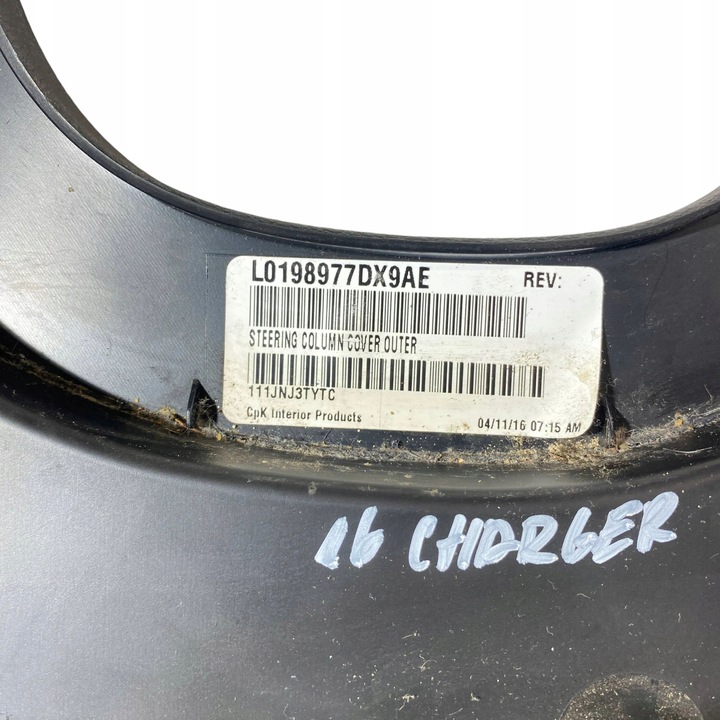 L0198977DX9AE REV:
STEERING COLUMN COVER OUTER
111JNJ3TYTC
CpK Interior Products 04/11/16 07:15 AM
16 CHARGER